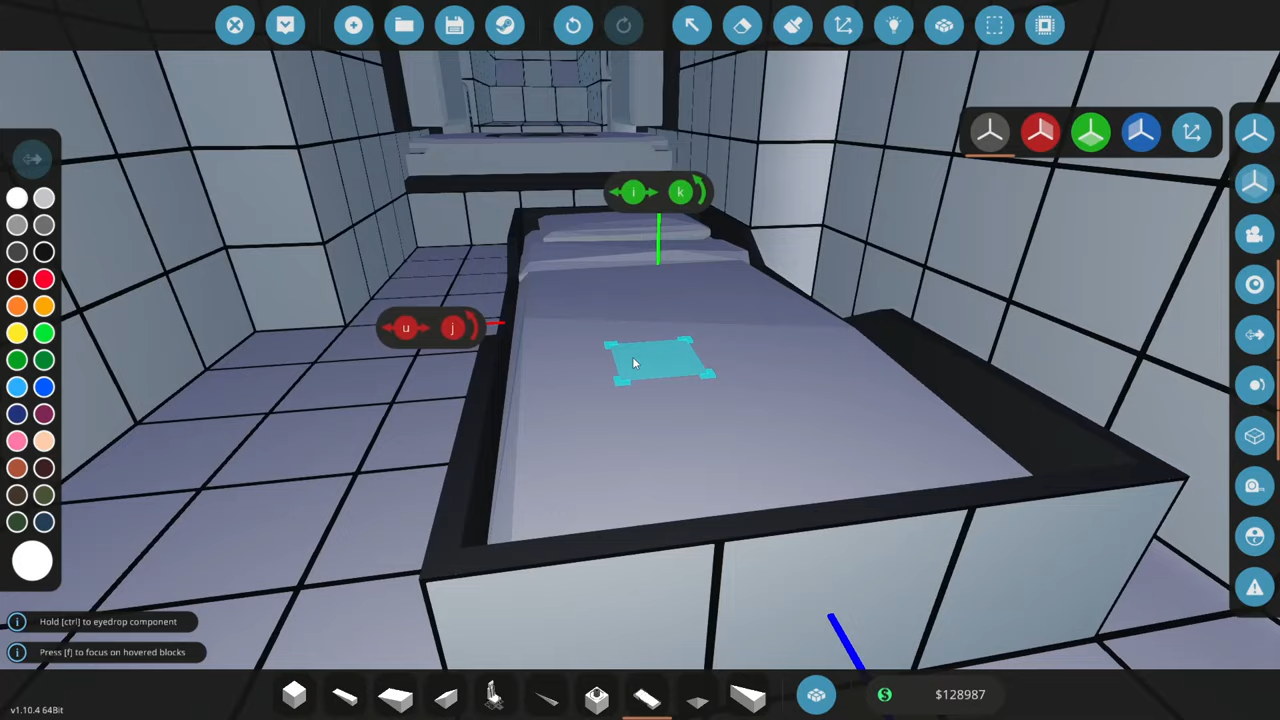 i k
u j
Hold [ctrl] to eyedrop component
Press [f] to focus on hovered blocks
$ $128987
v1.10.4 64Bit